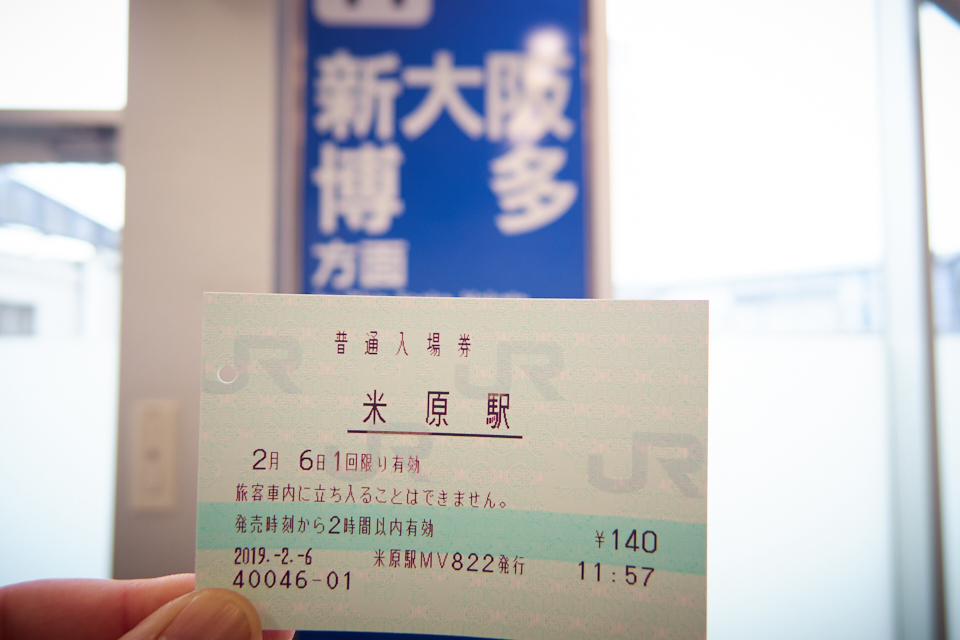 新大阪
博多
方面
普通入場券
米原駅
2月 6日1回限り有効
旅客車内に立ち入ることはできません。
発売時刻から2時間以内有効
¥140
2019.-2.-6 米原駅MV822発行 11:57
40046-01